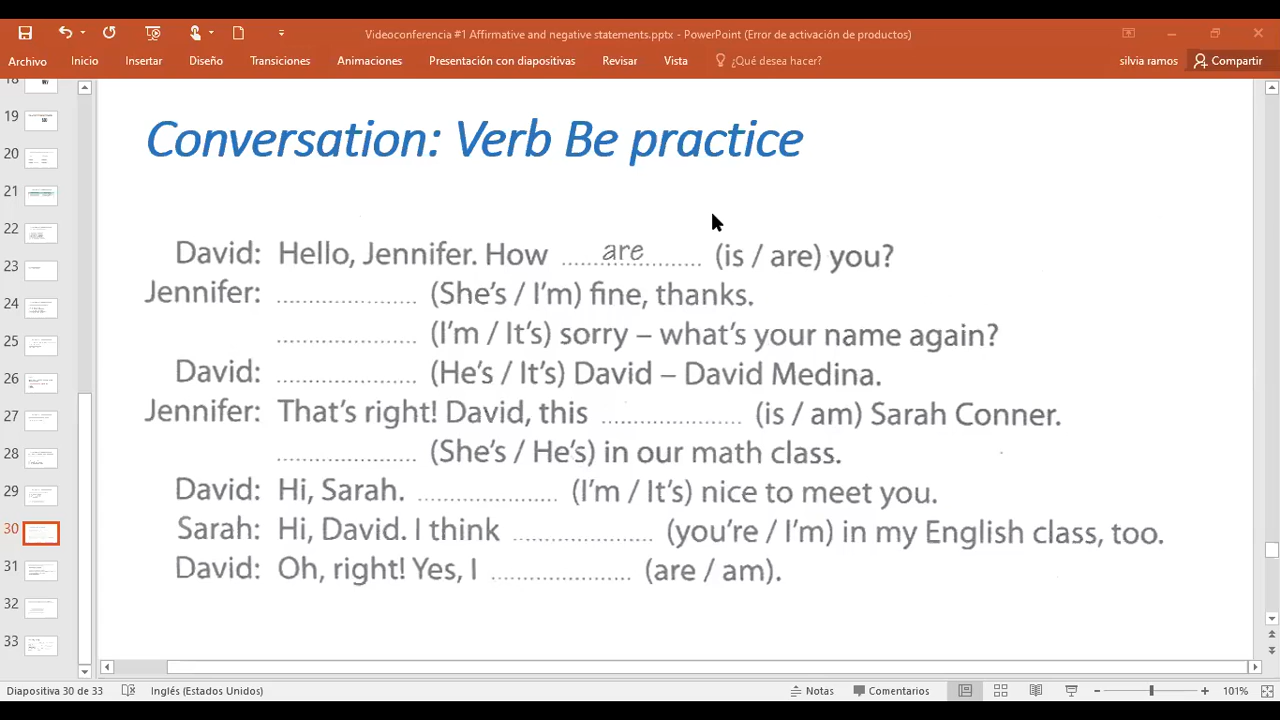 Videoconferencia #1 Affirmative and negative statements.pptx - PowerPoint (Error de activación de productos)
Archivo Inicio Insertar Diseño Transiciones Animaciones Presentación con diapositivas Revisar Vista ¿Qué desea hacer? silvia ramos Compartir
18
19
20
21
22
23
24
25
26
27
28
29
30
31
32
33
Conversation: Verb Be practice
David: Hello, Jennifer. How ......are...... (is / are) you?
Jennifer: .................... (She's / I'm) fine, thanks.
.................... (I'm / It's) sorry – what's your name again?
David: .................... (He's / It's) David – David Medina.
Jennifer: That's right! David, this .................... (is / am) Sarah Conner.
.................... (She's / He's) in our math class.
David: Hi, Sarah. .................... (I'm / It's) nice to meet you.
Sarah: Hi, David. I think .................... (you're / I'm) in my English class, too.
David: Oh, right! Yes, I .................... (are / am).
Diapositiva 30 de 33 Inglés (Estados Unidos) Notas Comentarios 101%